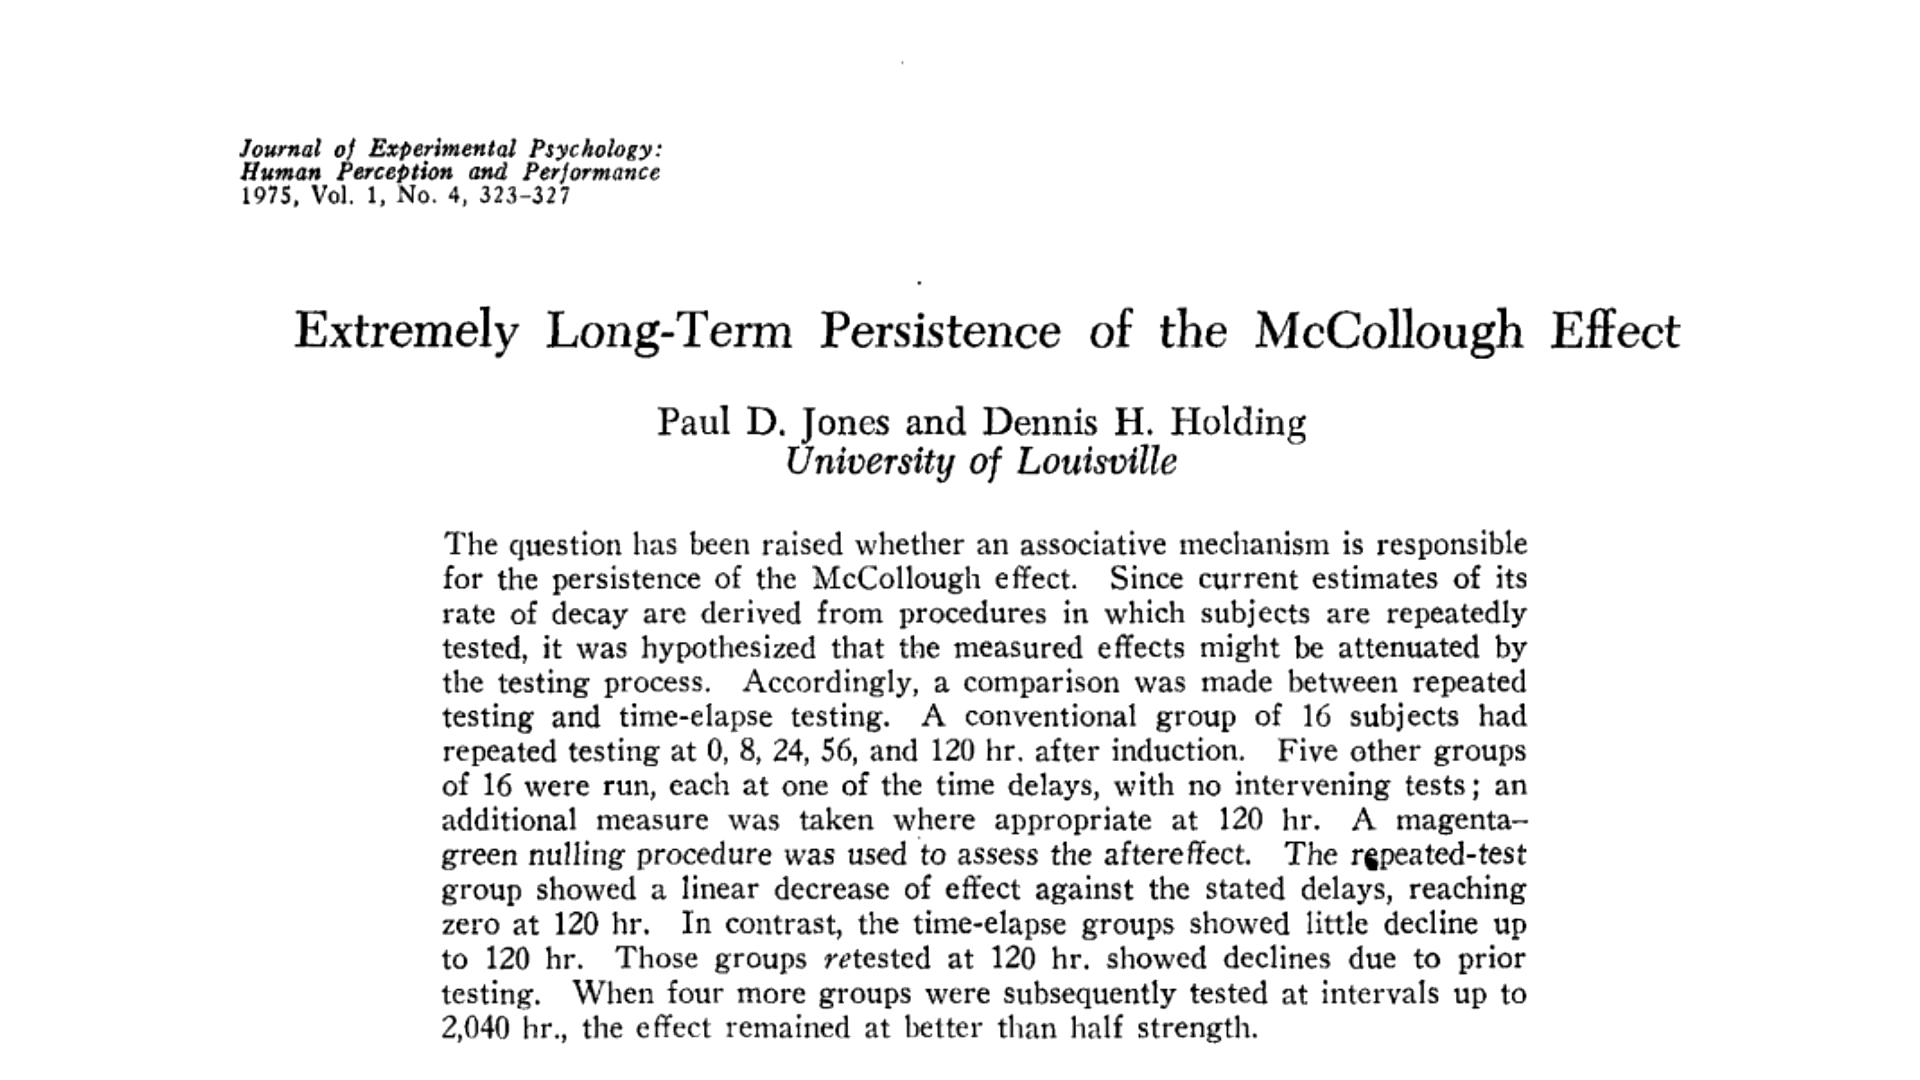 Journal of Experimental Psychology:
Human Perception and Performance
1975, Vol. 1, No. 4, 323–327
Extremely Long-Term Persistence of the McCollough Effect
Paul D. Jones and Dennis H. Holding
University of Louisville
The question has been raised whether an associative mechanism is responsible
for the persistence of the McCollough effect. Since current estimates of its
rate of decay are derived from procedures in which subjects are repeatedly
tested, it was hypothesized that the measured effects might be attenuated by
the testing process. Accordingly, a comparison was made between repeated
testing and time-elapse testing. A conventional group of 16 subjects had
repeated testing at 0, 8, 24, 56, and 120 hr. after induction. Five other groups
of 16 were run, each at one of the time delays, with no intervening tests; an
additional measure was taken where appropriate at 120 hr. A magenta–
green nulling procedure was used to assess the aftereffect. The repeated-test
group showed a linear decrease of effect against the stated delays, reaching
zero at 120 hr. In contrast, the time-elapse groups showed little decline up
to 120 hr. Those groups retested at 120 hr. showed declines due to prior
testing. When four more groups were subsequently tested at intervals up to
2,040 hr., the effect remained at better than half strength.